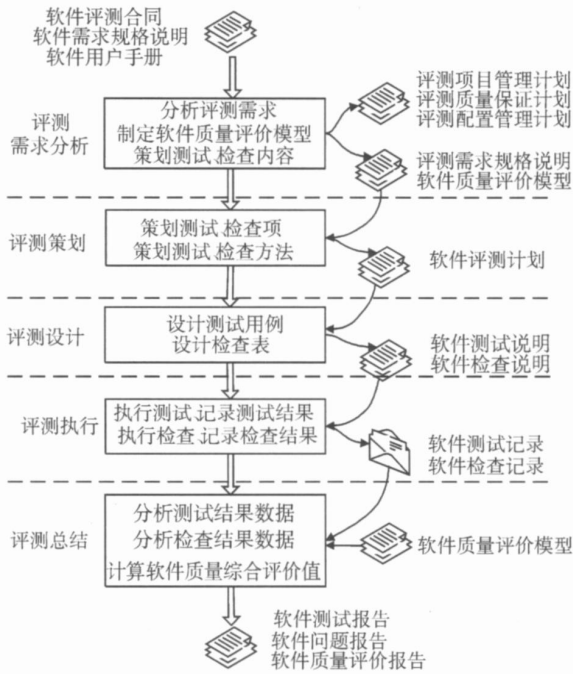 软件评测合同
软件需求规格说明
软件用户手册
评测
需求分析
分析评测需求
制定软件质量评价模型
策划测试、检查内容
评测项目管理计划
评测质量保证计划
评测配置管理计划
评测需求规格说明
软件质量评价模型
评测策划
策划测试、检查项
策划测试、检查方法
软件评测计划
评测设计
设计测试用例
设计检查表
软件测试说明
软件检查说明
评测执行
执行测试、记录测试结果
执行检查、记录检查结果
软件测试记录
软件检查记录
评测总结
分析测试结果数据
分析检查结果数据
计算软件质量综合评价值
软件质量评价模型
软件测试报告
软件问题报告
软件质量评价报告